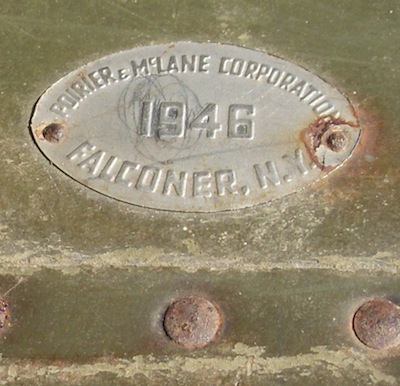 POIRIER & McLANE CORPORATION
1946
FALCONER, N.Y.